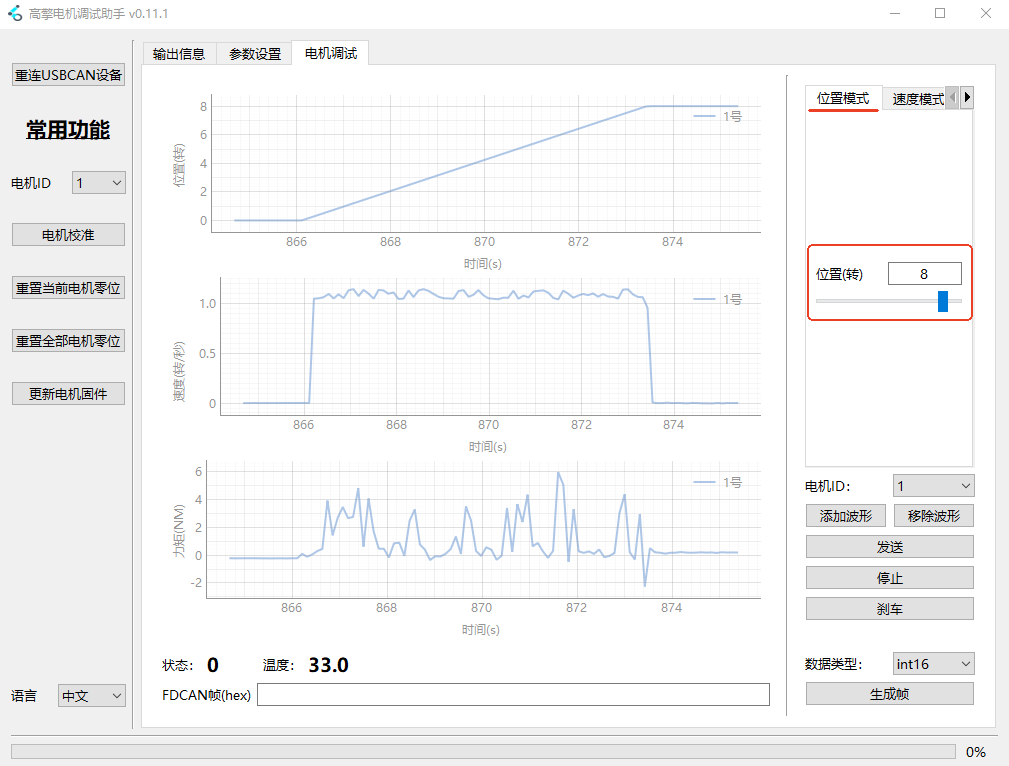 高擎电机调试助手 v0.11.1
重连USBCAN设备
常用功能
电机ID 1
电机校准
重置当前电机零位
重置全部电机零位
更新电机固件
语言 中文
输出信息 参数设置 电机调试
位置(转)
8
6
4
2
0
1号
866 868 870 872 874
时间(s)
速度(转/秒)
1.0
0.5
0
1号
866 868 870 872 874
时间(s)
力矩(NM)
6
4
2
0
-2
1号
866 868 870 872 874
时间(s)
状态: 0 温度: 33.0
FDCAN帧(hex)
位置模式 速度模式
位置(转) 8
电机ID: 1
添加波形 移除波形
发送
停止
刹车
数据类型: int16
生成帧
0%